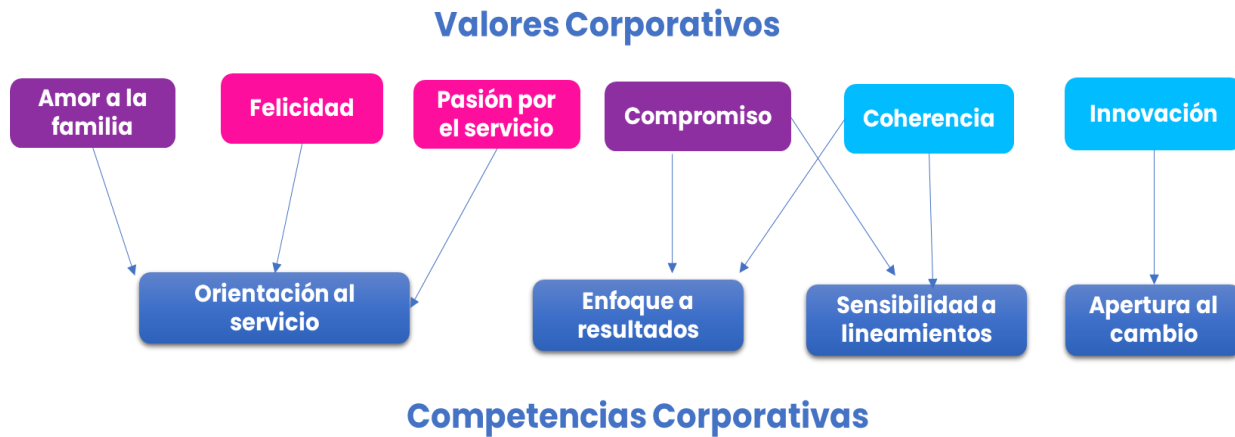 Valores Corporativos
Amor a la
familia
Felicidad
Pasión por
el servicio
Compromiso
Coherencia
Innovación
Orientación al
servicio
Enfoque a
resultados
Sensibilidad a
lineamientos
Apertura al
cambio
Competencias Corporativas